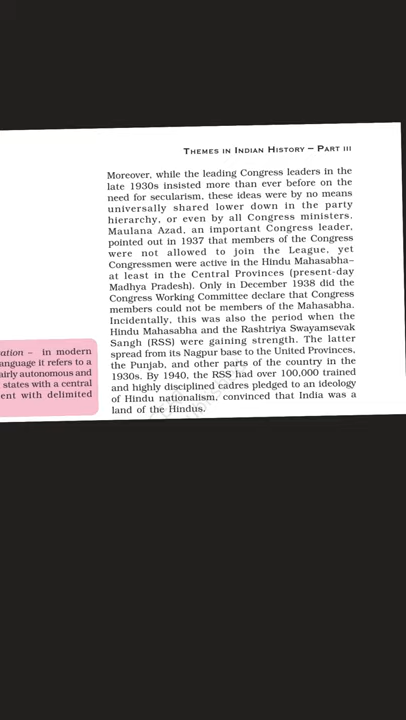 THEMES IN INDIAN HISTORY – PART III
Moreover, while the leading Congress leaders in the
late 1930s insisted more than ever before on the
need for secularism, these ideas were by no means
universally shared lower down in the party
hierarchy, or even by all Congress ministers.
Maulana Azad, an important Congress leader,
pointed out in 1937 that members of the Congress
were not allowed to join the League, yet
Congressmen were active in the Hindu Mahasabha–
at least in the Central Provinces (present-day
Madhya Pradesh). Only in December 1938 did the
Congress Working Committee declare that Congress
members could not be members of the Mahasabha.
Incidentally, this was also the period when the
Hindu Mahasabha and the Rashtriya Swayamsevak
Sangh (RSS) were gaining strength. The latter
spread from its Nagpur base to the United Provinces,
the Punjab, and other parts of the country in the
1930s. By 1940, the RSS had over 100,000 trained
and highly disciplined cadres pledged to an ideology
of Hindu nationalism, convinced that India was a
land of the Hindus.
ation – in modern
anguage it refers to a
airly autonomous and
states with a central
ent with delimited